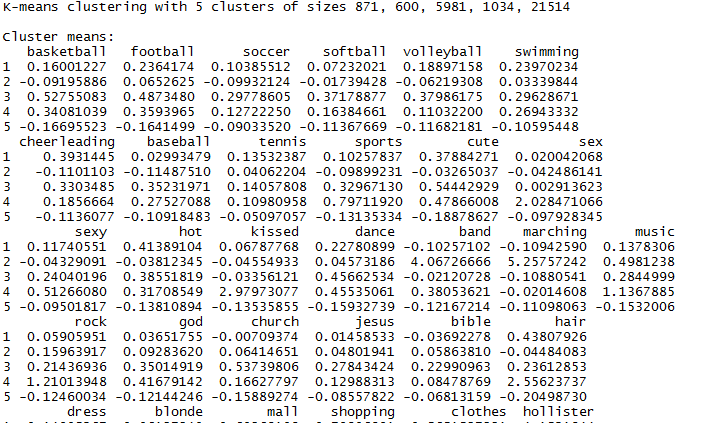 K-means clustering with 5 clusters of sizes 871, 600, 5981, 1034, 21514
Cluster means:
basketball football soccer softball volleyball swimming
1 0.16001227 0.2364174 0.10385512 0.07232021 0.18897158 0.23970234
2 -0.09195886 0.0652625 -0.09932124 -0.01739428 -0.06219308 0.03339844
3 0.52755083 0.4873480 0.29778605 0.37178877 0.37986175 0.29628671
4 0.34081039 0.3593965 0.12722250 0.16384661 0.11032200 0.26943332
5 -0.16695523 -0.1641499 -0.09033520 -0.11367669 -0.11682181 -0.10595448
cheerleading baseball tennis sports cute sex
1 0.3931445 0.02993479 0.13532387 0.10257837 0.37884271 0.020042068
2 -0.1101103 -0.11487510 0.04062204 -0.09899231 -0.03265037 -0.042486141
3 0.3303485 0.35231971 0.14057808 0.32967130 0.54442929 0.002913623
4 0.1856664 0.27527088 0.10980958 0.79711920 0.47866008 2.028471066
5 -0.1136077 -0.10918483 -0.05097057 -0.13135334 -0.18878627 -0.097928345
sexy hot kissed dance band marching music
1 0.11740551 0.41389104 0.06787768 0.22780899 -0.10257102 -0.10942590 0.1378306
2 -0.04329091 -0.03812345 -0.04554933 0.04573186 4.06726666 5.25757242 0.4981238
3 0.24040196 0.38551819 -0.03356121 0.45662534 -0.02120728 -0.10880541 0.2844999
4 0.51266080 0.31708549 2.97973077 0.45535061 0.38053621 -0.02014608 1.1367885
5 -0.09501817 -0.13810894 -0.13535855 -0.15932739 -0.12167214 -0.11098063 -0.1532006
rock god church jesus bible hair
1 0.05905951 0.03651755 -0.00709374 0.01458533 -0.03692278 0.43807926
2 0.15963917 0.09283620 0.06414651 0.04801941 0.05863810 -0.04484083
3 0.21436936 0.35014919 0.53739806 0.27843424 0.22990963 0.23612853
4 1.21013948 0.41679142 0.16627797 0.12988313 0.08478769 2.55623737
5 -0.12460034 -0.12144246 -0.15889274 -0.08557822 -0.06813159 -0.20498730
dress blonde mall shopping clothes hollister